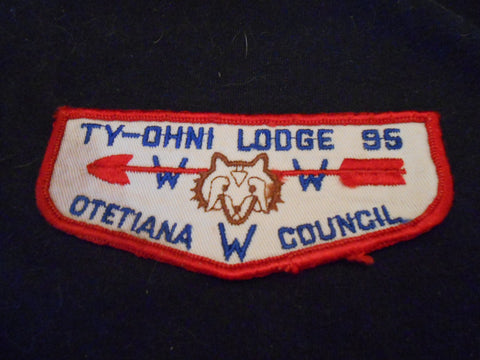 TY-OHNI LODGE 95
W W
OTETIANA W COUNCIL